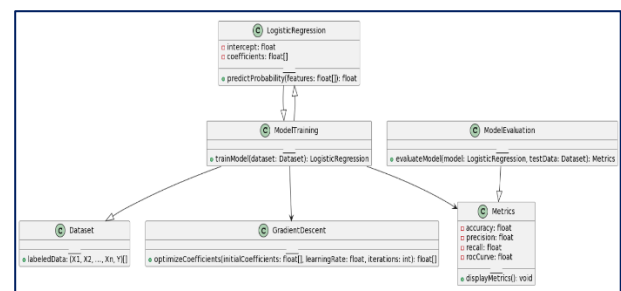 C LogisticRegression
intercept: float
coefficients: float[]
predictProbability(features: float[]): float
C ModelTraining
trainModel(dataset: Dataset): LogisticRegression
C ModelEvaluation
evaluateModel(model: LogisticRegression, testData: Dataset): Metrics
C Dataset
labeledData: {X1, X2, ..., Xn, Y}[]
C GradientDescent
optimizeCoefficients(initialCoefficients: float[], learningRate: float, iterations: int): float[]
C Metrics
accuracy: float
precision: float
recall: float
rocCurve: float
displayMetrics(): void